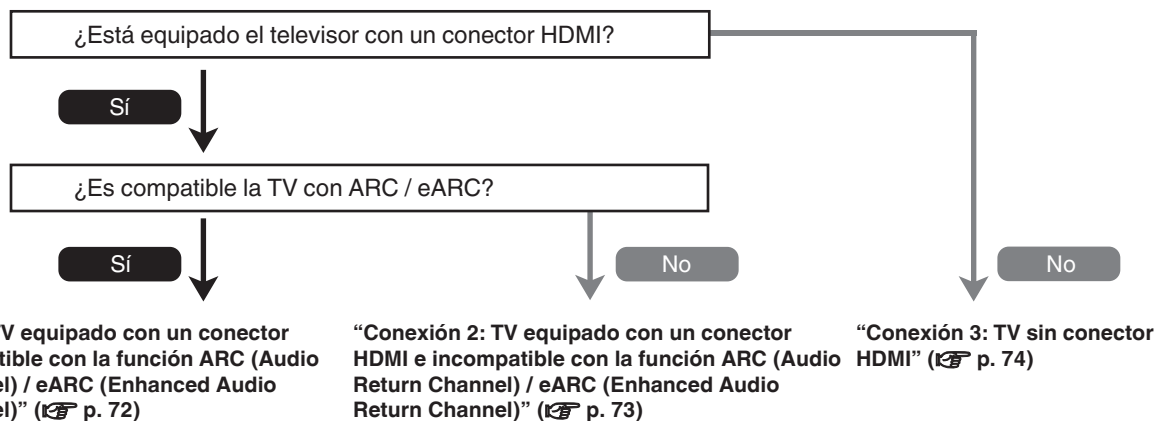 ¿Está equipado el televisor con un conector HDMI?
Sí
¿Es compatible la TV con ARC / eARC?
Sí
No
No
V equipado con un conector
tible con la función ARC (Audio
el) / eARC (Enhanced Audio
el)” (☞ p. 72)
“Conexión 2: TV equipado con un conector
HDMI e incompatible con la función ARC (Audio
Return Channel) / eARC (Enhanced Audio
Return Channel)” (☞ p. 73)
“Conexión 3: TV sin conector
HDMI” (☞ p. 74)